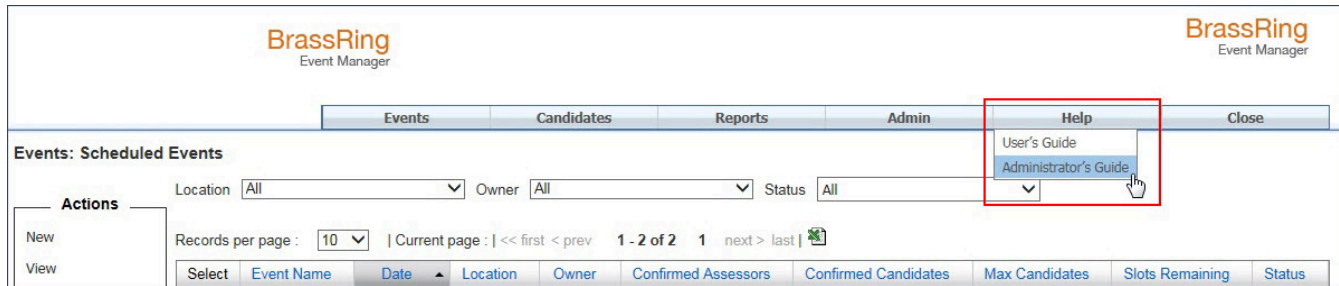 BrassRing
Event Manager
BrassRing
Event Manager
Events Candidates Reports Admin Help Close
User's Guide
Administrator's Guide
Events: Scheduled Events
Location All Owner All Status All
Actions
New
View
Records per page : 10 | Current page : | << first < prev 1 - 2 of 2 1 next > last |
Select Event Name Date Location Owner Confirmed Assessors Confirmed Candidates Max Candidates Slots Remaining Status